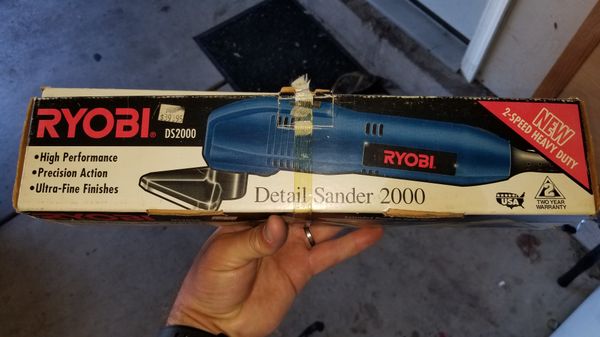 RYOBI
DS2000
• High Performance
• Precision Action
• Ultra-Fine Finishes
RYOBI
Detail Sander 2000
NEW
2-SPEED HEAVY DUTY
USA
2
TWO YEAR
WARRANTY